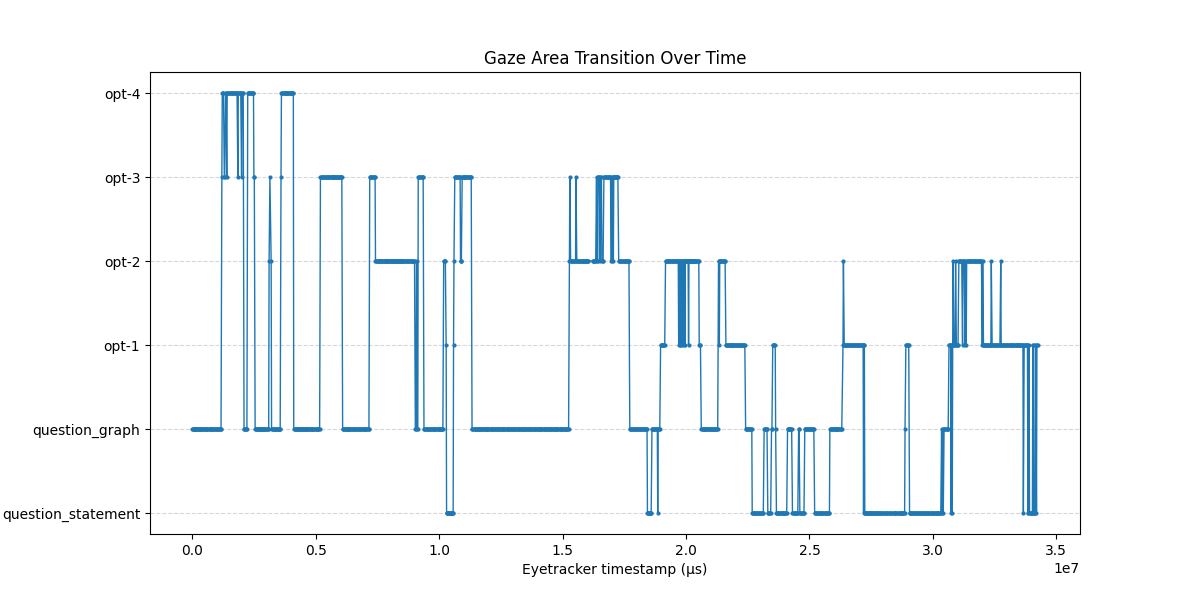 Gaze Area Transition Over Time
opt-4
opt-3
opt-2
opt-1
question_graph
question_statement
0.0 0.5 1.0 1.5 2.0 2.5 3.0 3.5
1e7
Eyetracker timestamp (µs)